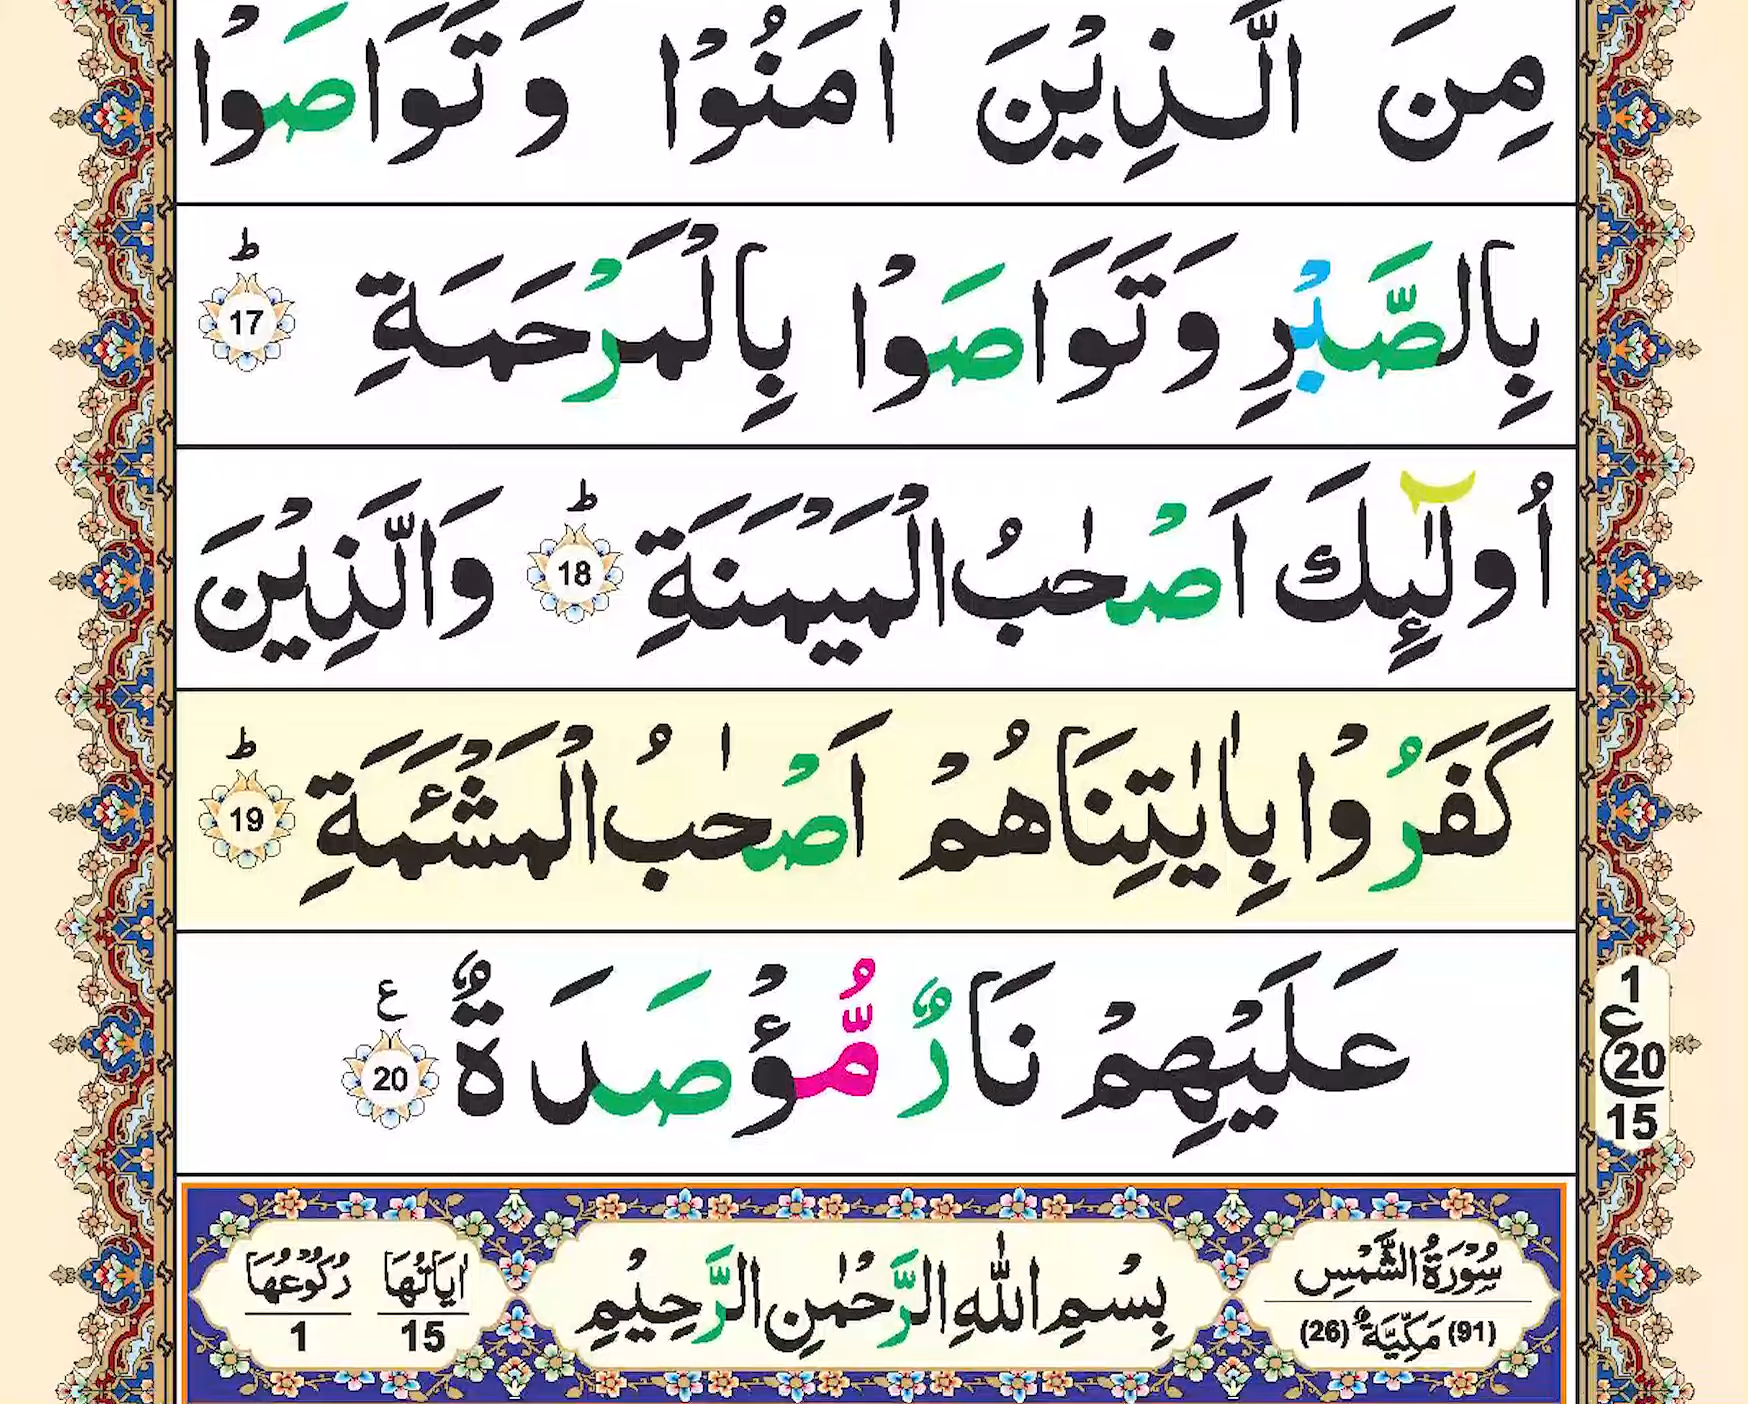 مِنَ الَّذِيْنَ اٰمَنُوْا وَتَوَاصَوْا
بِالصَّبْرِ وَتَوَاصَوْا بِالْمَرْحَمَةِ ؕ 17
اُولٰٓئِكَ اَصْحٰبُ الْمَيْمَنَةِ ؕ 18 وَالَّذِيْنَ
كَفَرُوْا بِاٰيٰتِنَا هُمْ اَصْحٰبُ الْمَشْـَٔمَةِ ؕ 19
عَلَيْهِمْ نَارٌ مُّؤْصَدَةٌ ع 20
1
ع
20
15
سُوْرَةُ الشَّمْسِ
(91) مَكِّيَّةٌ (26)
بِسْمِ اللّٰهِ الرَّحْمٰنِ الرَّحِيْمِ
اٰيَاتُهَا 15
رُكُوْعُهَا 1